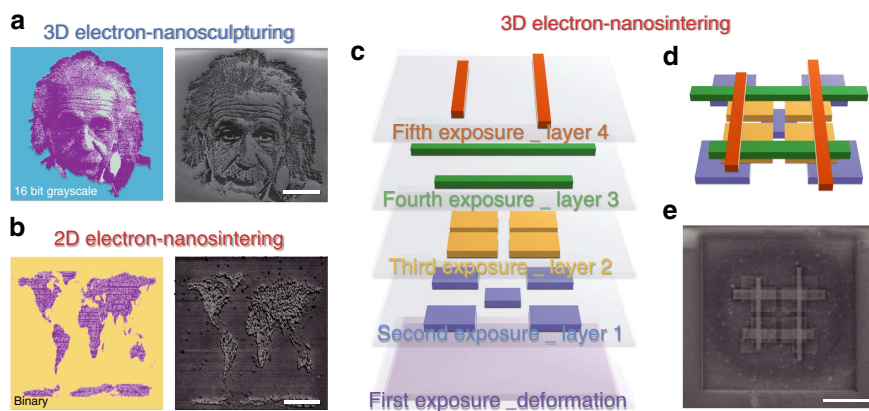 a
3D electron-nanosculpturing
16 bit grayscale
b
2D electron-nanosintering
Binary
3D electron-nanosintering
c
Fifth exposure _ layer 4
Fourth exposure _ layer 3
Third exposure _ layer 2
Second exposure _ layer 1
First exposure _deformation
d
e